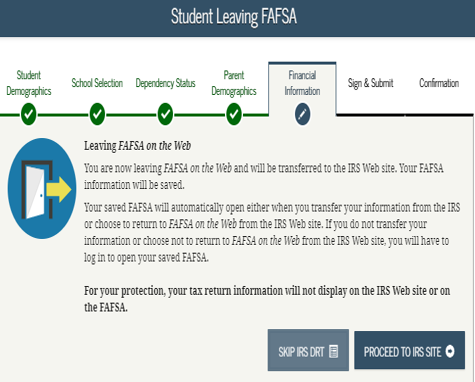 Student Leaving FAFSA
Student
Demographics
School Selection
Dependency Status
Parent
Demographics
Financial
Information
Sign & Submit
Confirmation
Leaving FAFSA on the Web
You are now leaving FAFSA on the Web and will be transferred to the IRS Web site. Your FAFSA
information will be saved.
Your saved FAFSA will automatically open either when you transfer your information from the IRS
or choose to return to FAFSA on the Web from the IRS Web site. If you do not transfer your
information or choose not to return to FAFSA on the Web from the IRS Web site, you will have to
log in to open your saved FAFSA.
For your protection, your tax return information will not display on the IRS Web site or on
the FAFSA.
SKIP IRS DRT
PROCEED TO IRS SITE